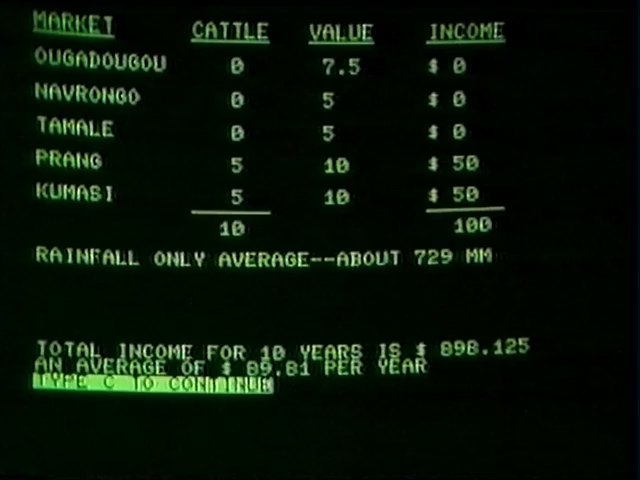 MARKET CATTLE VALUE INCOME
OUGADOUGOU 0 7.5 $ 0
NAVRONGO 0 5 $ 0
TAMALE 0 5 $ 0
PRANG 5 10 $ 50
KUMASI 5 10 $ 50
10 100
RAINFALL ONLY AVERAGE--ABOUT 729 MM
TOTAL INCOME FOR 10 YEARS IS $ 898.125
AN AVERAGE OF $ 89.81 PER YEAR
TYPE C TO CONTINUE